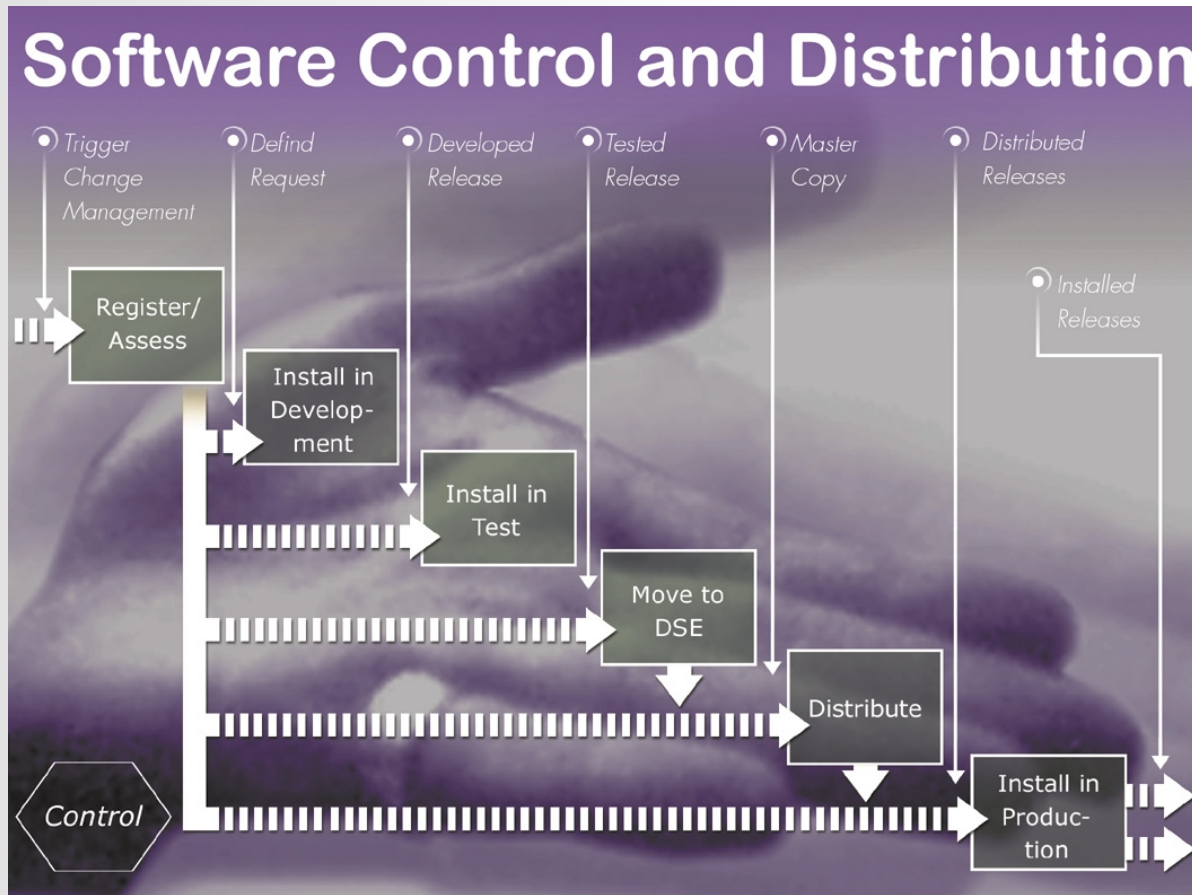 Software Control and Distribution
Trigger
Change
Management
Defind
Request
Developed
Release
Tested
Release
Master
Copy
Distributed
Releases
Installed
Releases
Register/
Assess
Install in
Develop-
ment
Install in
Test
Move to
DSE
Distribute
Install in
Produc-
tion
Control